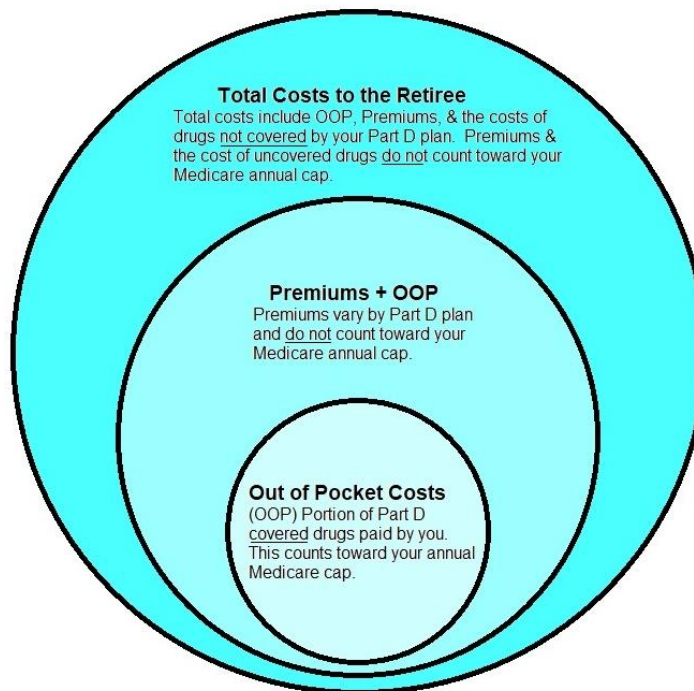 Total Costs to the Retiree
Total costs include OOP, Premiums, & the costs of
drugs not covered by your Part D plan.  Premiums &
the cost of uncovered drugs do not count toward your
Medicare annual cap.
Premiums + OOP
Premiums vary by Part D plan
and do not count toward your
Medicare annual cap.
Out of Pocket Costs
(OOP) Portion of Part D
covered drugs paid by you.
This counts toward your annual
Medicare cap.